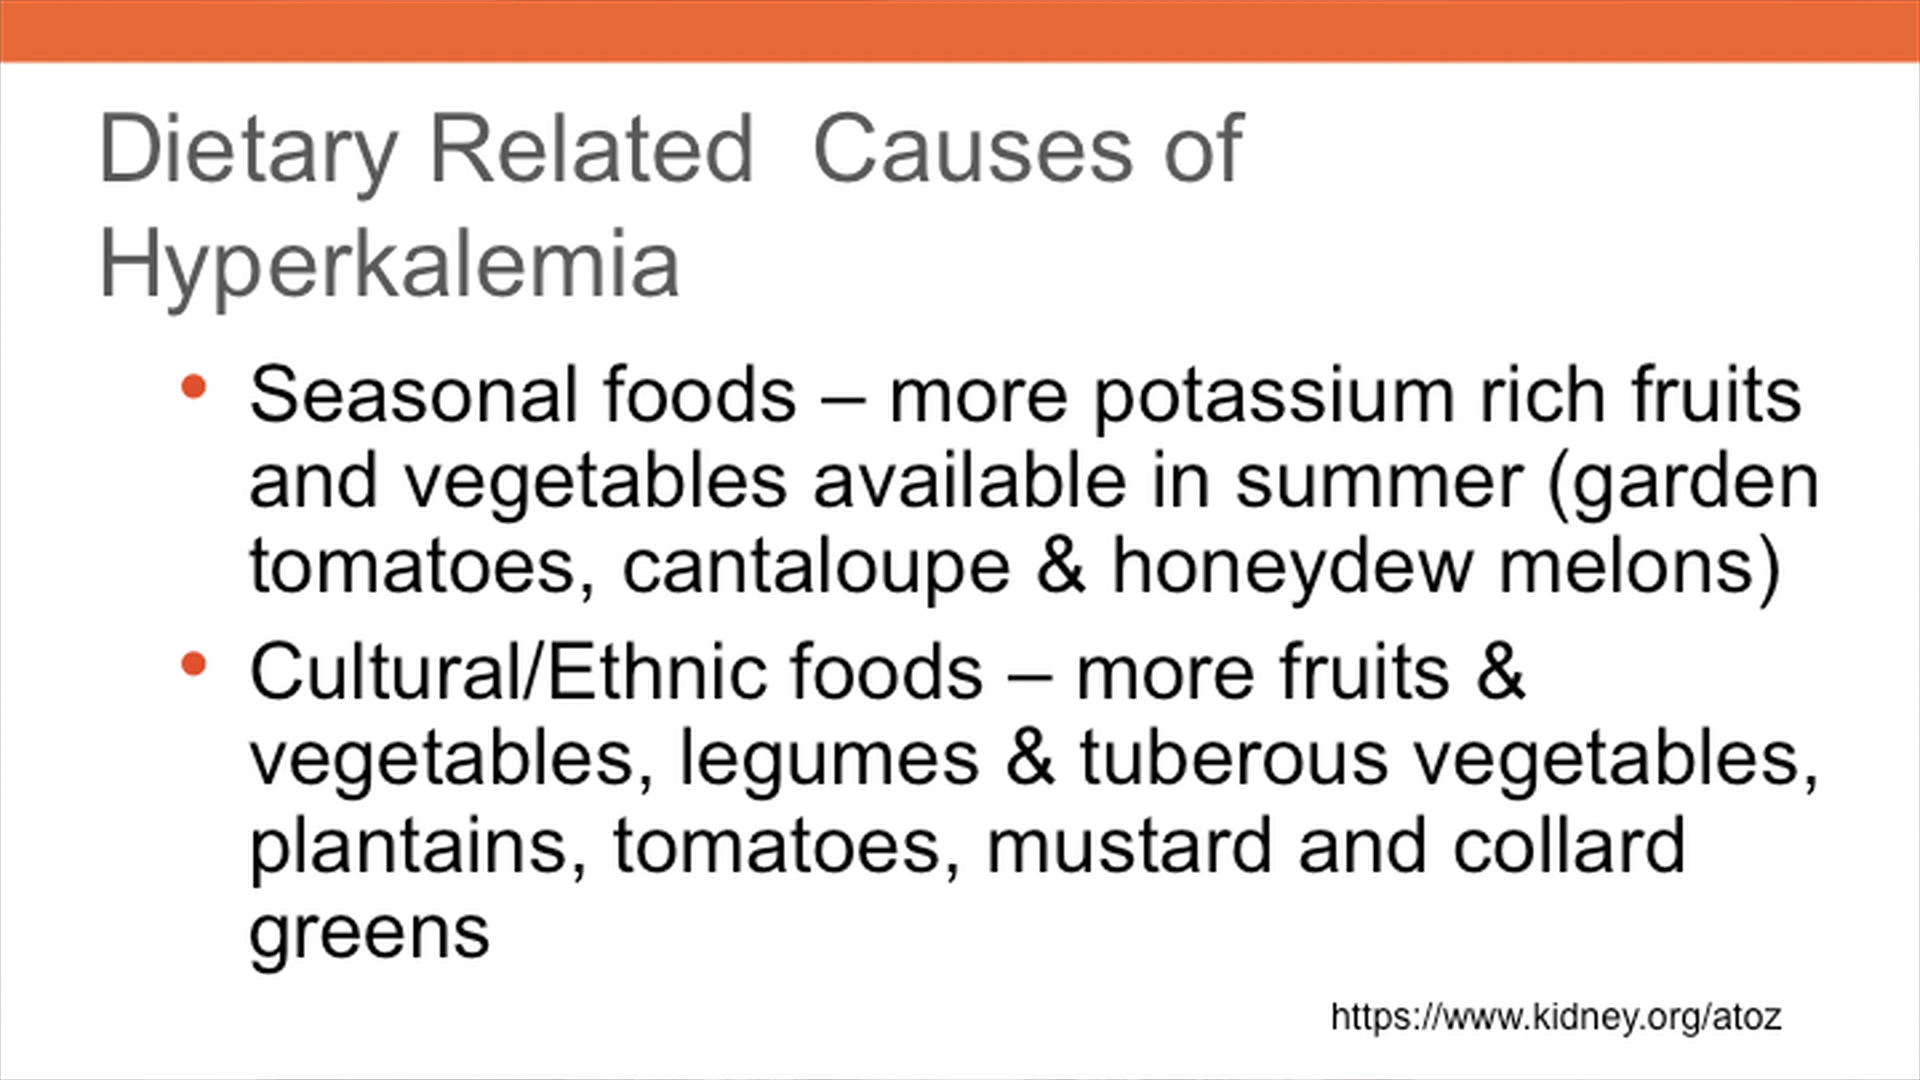 Dietary Related  Causes of
Hyperkalemia
• Seasonal foods – more potassium rich fruits
and vegetables available in summer (garden
tomatoes, cantaloupe & honeydew melons)
• Cultural/Ethnic foods – more fruits &
vegetables, legumes & tuberous vegetables,
plantains, tomatoes, mustard and collard
greens
https://www.kidney.org/atoz